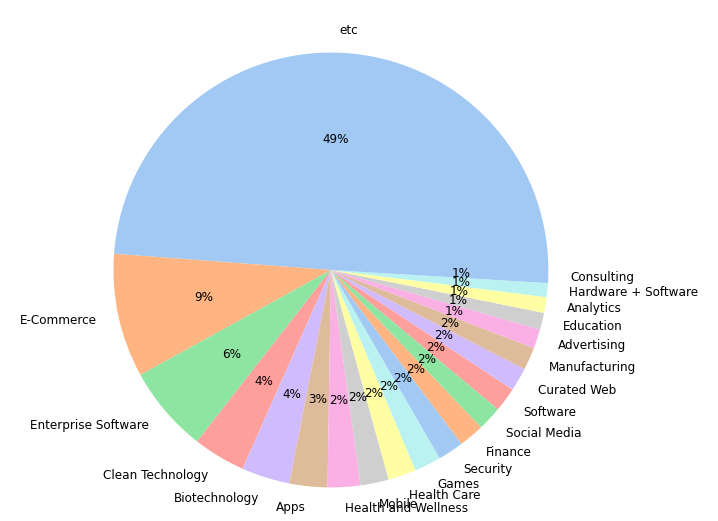 etc
49%
E-Commerce
9%
Enterprise Software
6%
Clean Technology
4%
Biotechnology
4%
Apps
3%
Health and Wellness
2%
Mobile
2%
Health Care
2%
Games
2%
Security
2%
Finance
2%
Social Media
2%
Software
2%
Curated Web
2%
Manufacturing
2%
Advertising
1%
Education
1%
Analytics
1%
Hardware + Software
1%
Consulting
1%